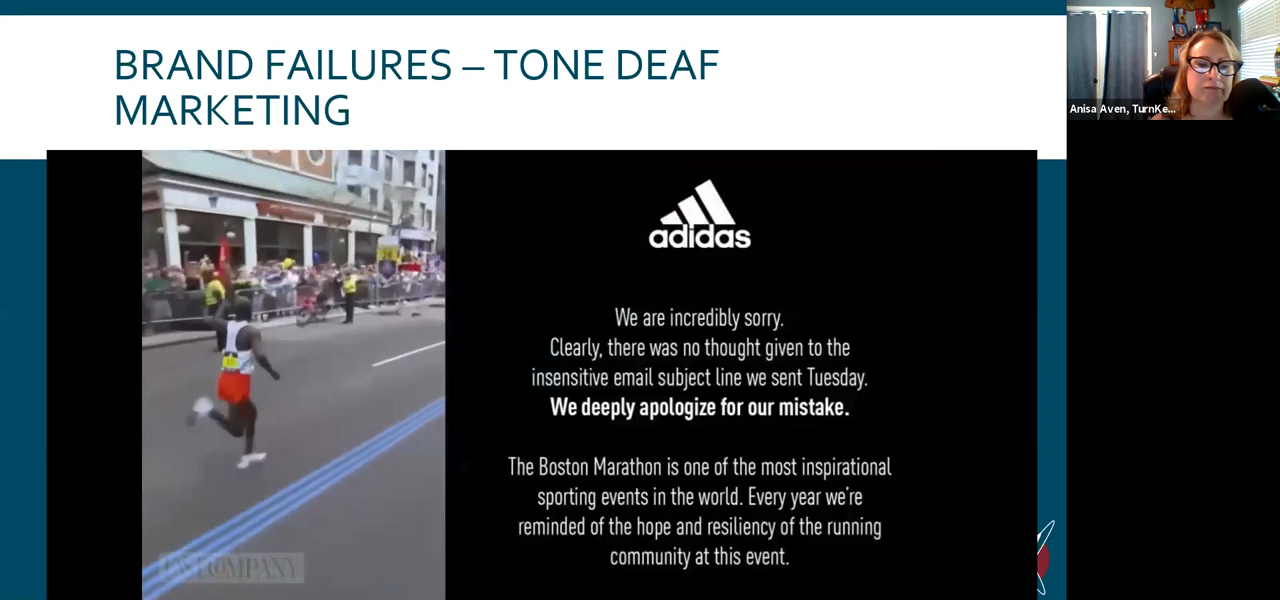 BRAND FAILURES – TONE DEAF
MARKETING
Anisa Aven, TurnKe...
adidas
We are incredibly sorry.
Clearly, there was no thought given to the
insensitive email subject line we sent Tuesday.
We deeply apologize for our mistake.
The Boston Marathon is one of the most inspirational
sporting events in the world. Every year we're
reminded of the hope and resiliency of the running
community at this event.
COMPANY